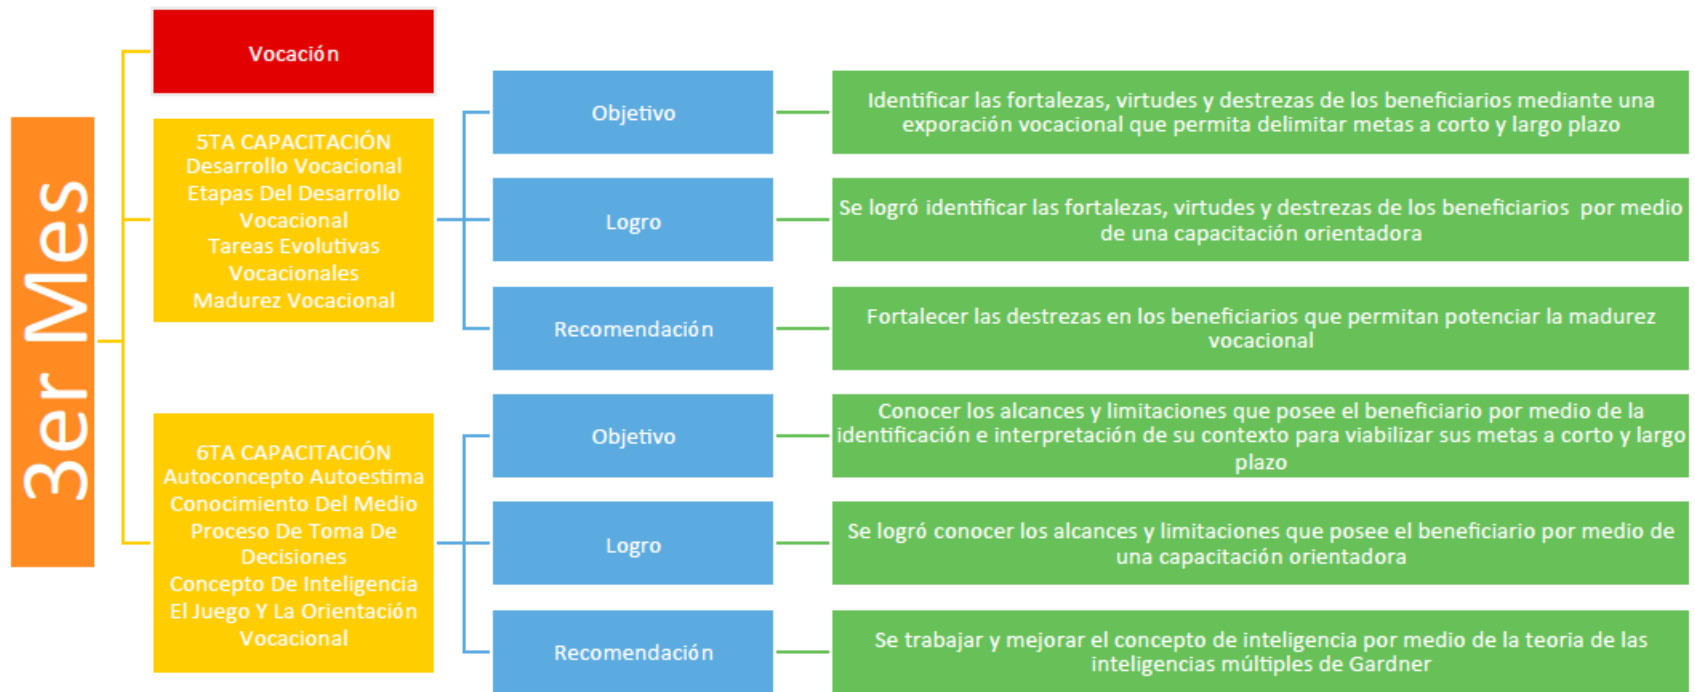 3er Mes
Vocación
5TA CAPACITACIÓN
Desarrollo Vocacional
Etapas Del Desarrollo
Vocacional
Tareas Evolutivas
Vocacionales
Madurez Vocacional
Objetivo
Identificar las fortalezas, virtudes y destrezas de los beneficiarios mediante una
exporación vocacional que permita delimitar metas a corto y largo plazo
Logro
Se logró identificar las fortalezas, virtudes y destrezas de los beneficiarios por medio
de una capacitación orientadora
Recomendación
Fortalecer las destrezas en los beneficiarios que permitan potenciar la madurez
vocacional
6TA CAPACITACIÓN
Autoconcepto Autoestima
Conocimiento Del Medio
Proceso De Toma De
Decisiones
Concepto De Inteligencia
El Juego Y La Orientación
Vocacional
Objetivo
Conocer los alcances y limitaciones que posee el beneficiario por medio de la
identificación e interpretación de su contexto para viabilizar sus metas a corto y largo
plazo
Logro
Se logró conocer los alcances y limitaciones que posee el beneficiario por medio de
una capacitación orientadora
Recomendación
Se trabajar y mejorar el concepto de inteligencia por medio de la teoria de las
inteligencias múltiples de Gardner